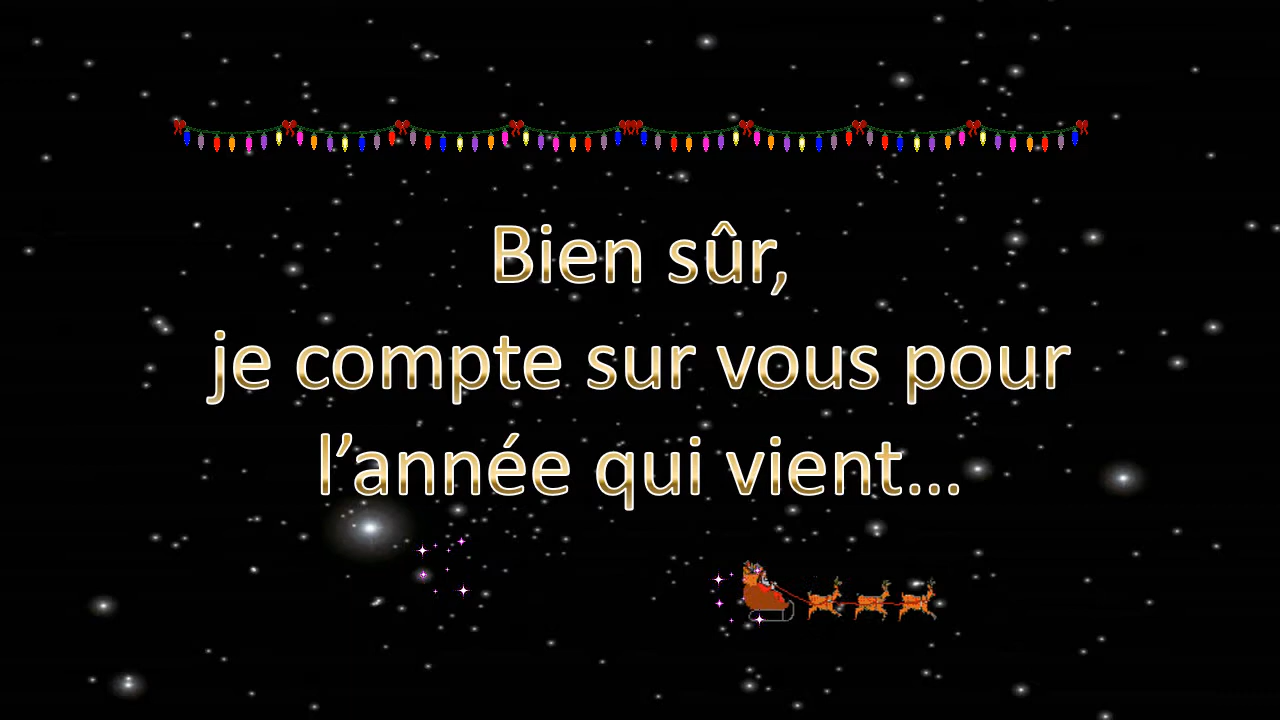 Bien sûr,
je compte sur vous pour
l’année qui vient…